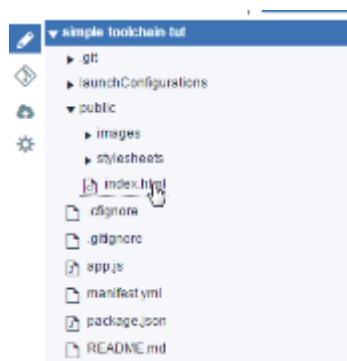 simple-toolchain-tut
.git
launchConfigurations
public
images
stylesheets
index.html
.cfignore
.gitignore
app.js
manifest.yml
package.json
README.md